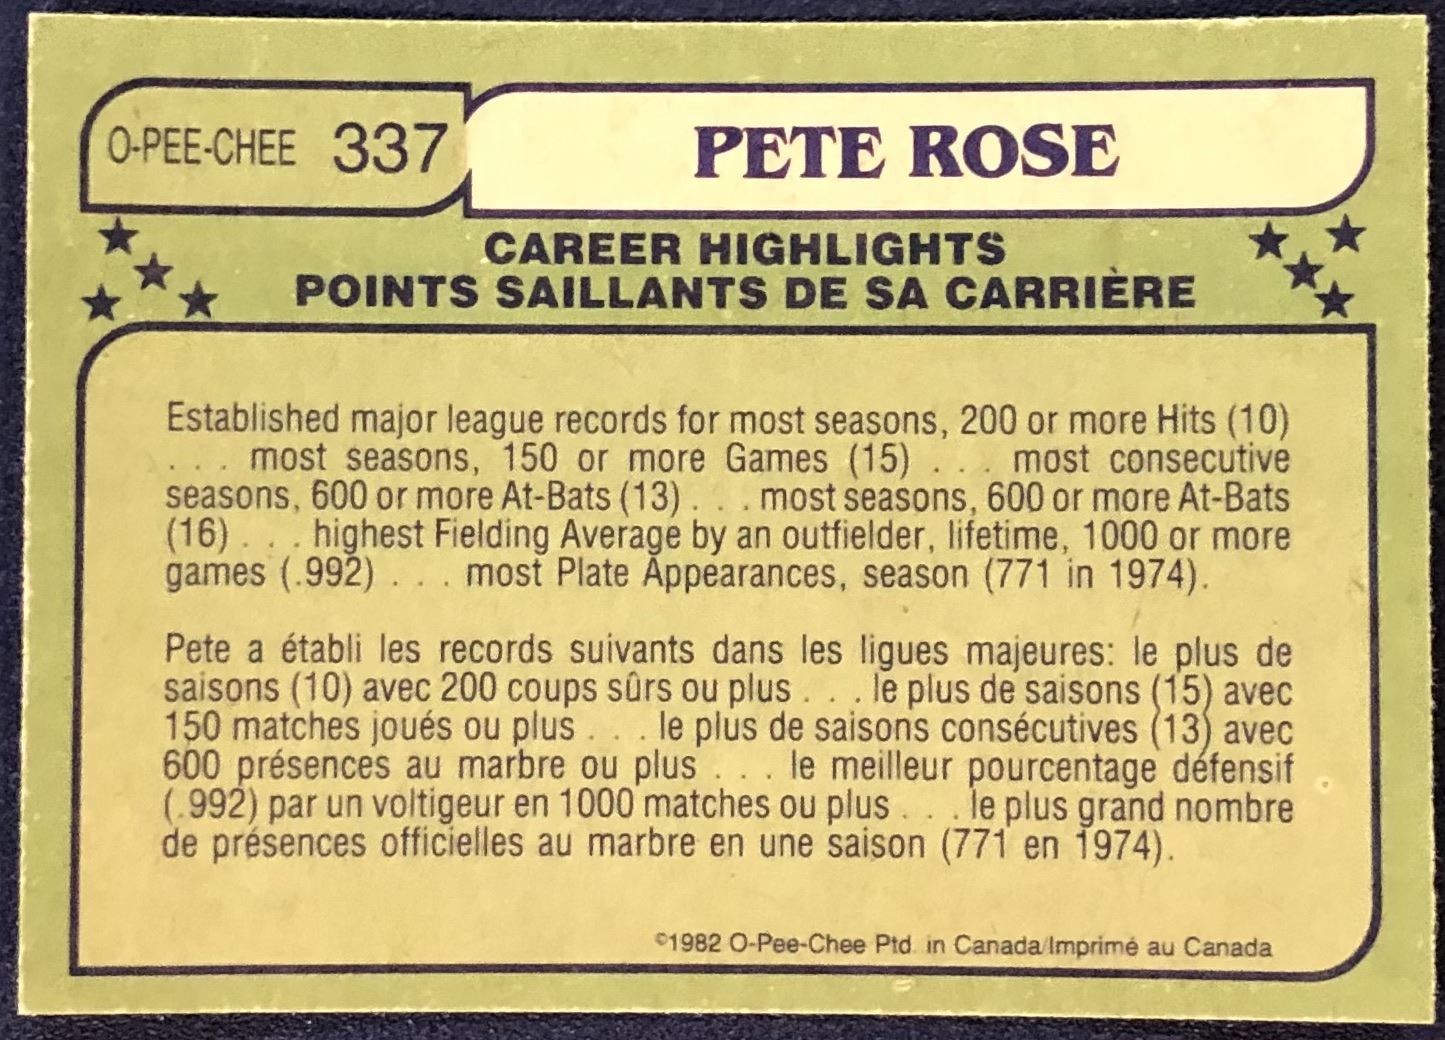 O-PEE-CHEE 337 PETE ROSE
CAREER HIGHLIGHTS
POINTS SAILLANTS DE SA CARRIÈRE
Established major league records for most seasons, 200 or more Hits (10)
. . . most seasons, 150 or more Games (15) . . . most consecutive
seasons, 600 or more At-Bats (13) . . . most seasons, 600 or more At-Bats
(16) . . . highest Fielding Average by an outfielder, lifetime, 1000 or more
games (.992) . . . most Plate Appearances, season (771 in 1974).
Pete a établi les records suivants dans les ligues majeures: le plus de
saisons (10) avec 200 coups sûrs ou plus . . . le plus de saisons (15) avec
150 matches joués ou plus . . . le plus de saisons consécutives (13) avec
600 présences au marbre ou plus . . . le meilleur pourcentage défensif
(.992) par un voltigeur en 1000 matches ou plus . . . le plus grand nombre
de présences officielles au marbre en une saison (771 en 1974).
©1982 O-Pee-Chee Ptd. in Canada/Imprimé au Canada